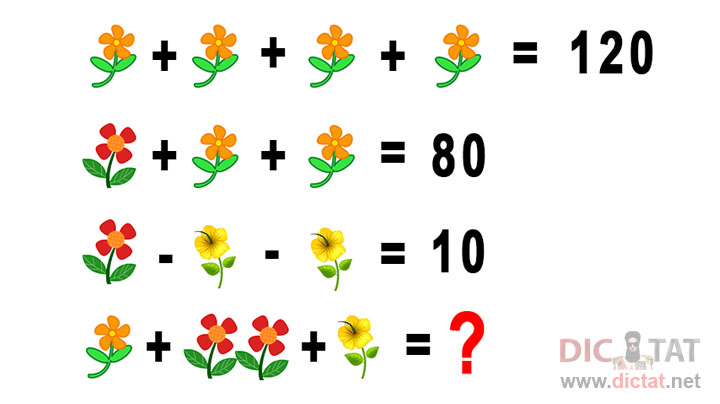 + + + = 120
+ + = 80
- - = 10
+ + = ?
DICTAT
www.dictat.net